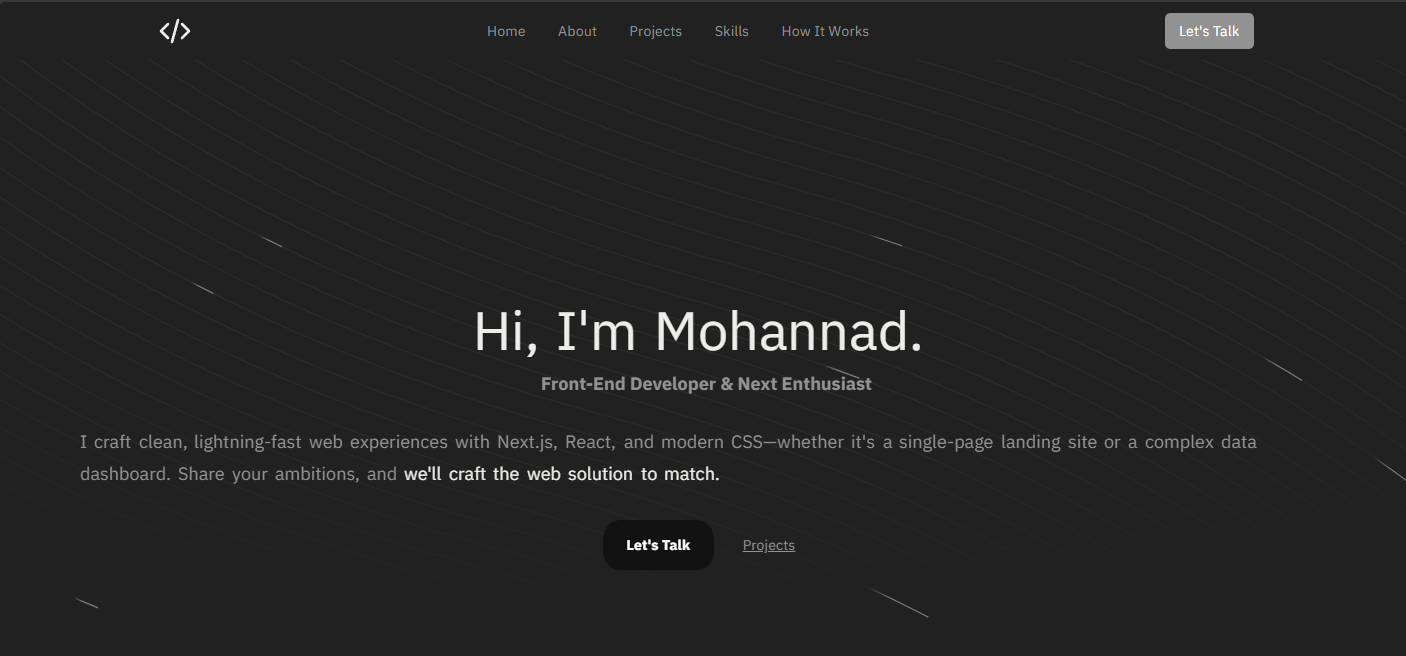 </>
Home About Projects Skills How It Works Let's Talk
Hi, I'm Mohannad.
Front-End Developer & Next Enthusiast
I craft clean, lightning-fast web experiences with Next.js, React, and modern CSS—whether it's a single-page landing site or a complex data
dashboard. Share your ambitions, and we'll craft the web solution to match.
Let's Talk Projects